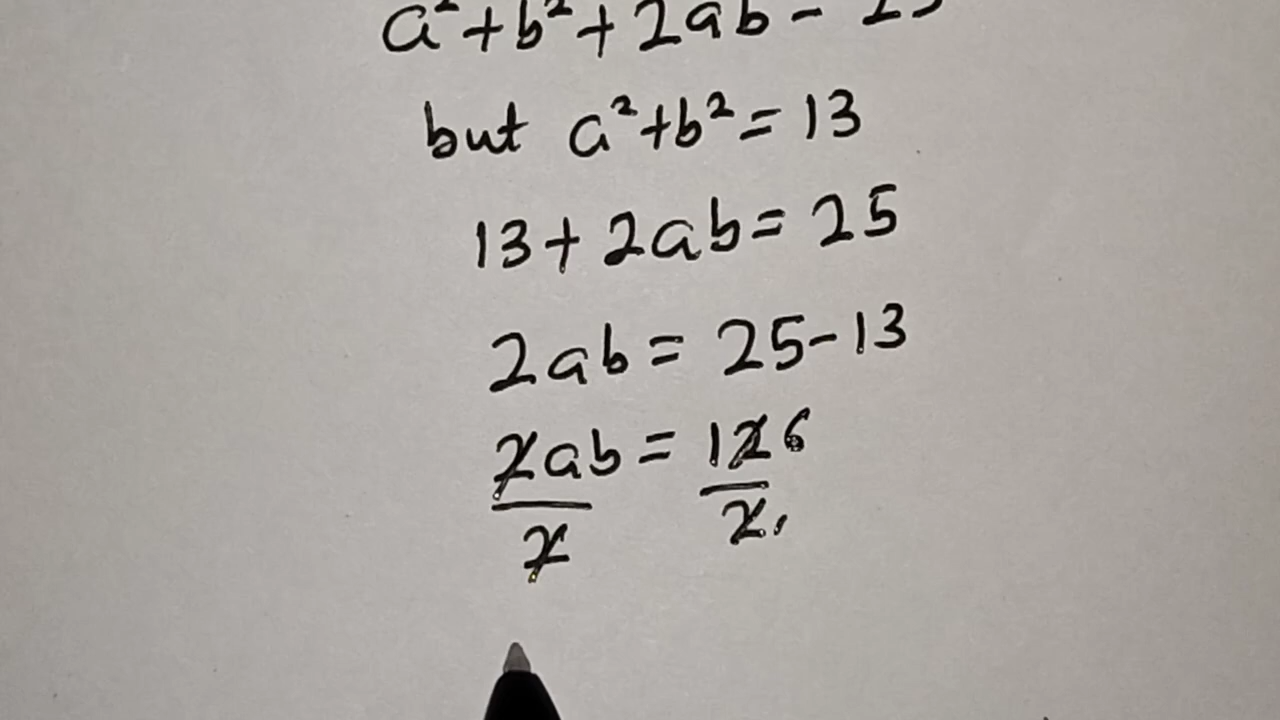 a²+b²+2ab = 25
but a²+b² = 13
13+2ab = 25
2ab = 25-13
2ab = 12 6
2 2 1